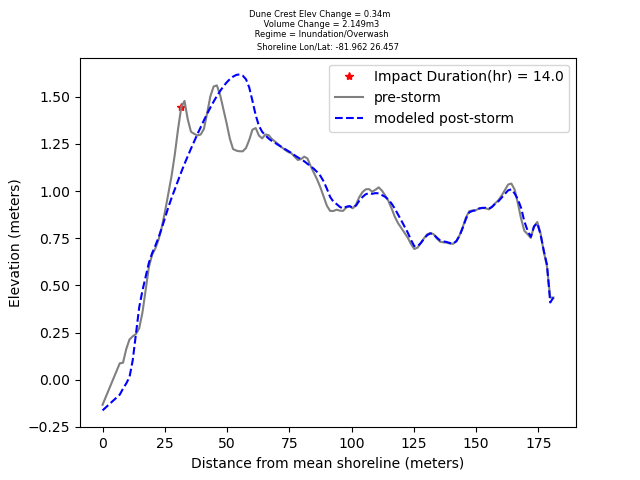 Dune Crest Elev Change = 0.34m
Volume Change = 2.149m3
Regime = Inundation/Overwash
Shoreline Lon/Lat: -81.962 26.457
Impact Duration(hr) = 14.0
pre-storm
modeled post-storm
1.50
1.25
1.00
0.75
0.50
0.25
0.00
−0.25
Elevation (meters)
0 25 50 75 100 125 150 175
Distance from mean shoreline (meters)